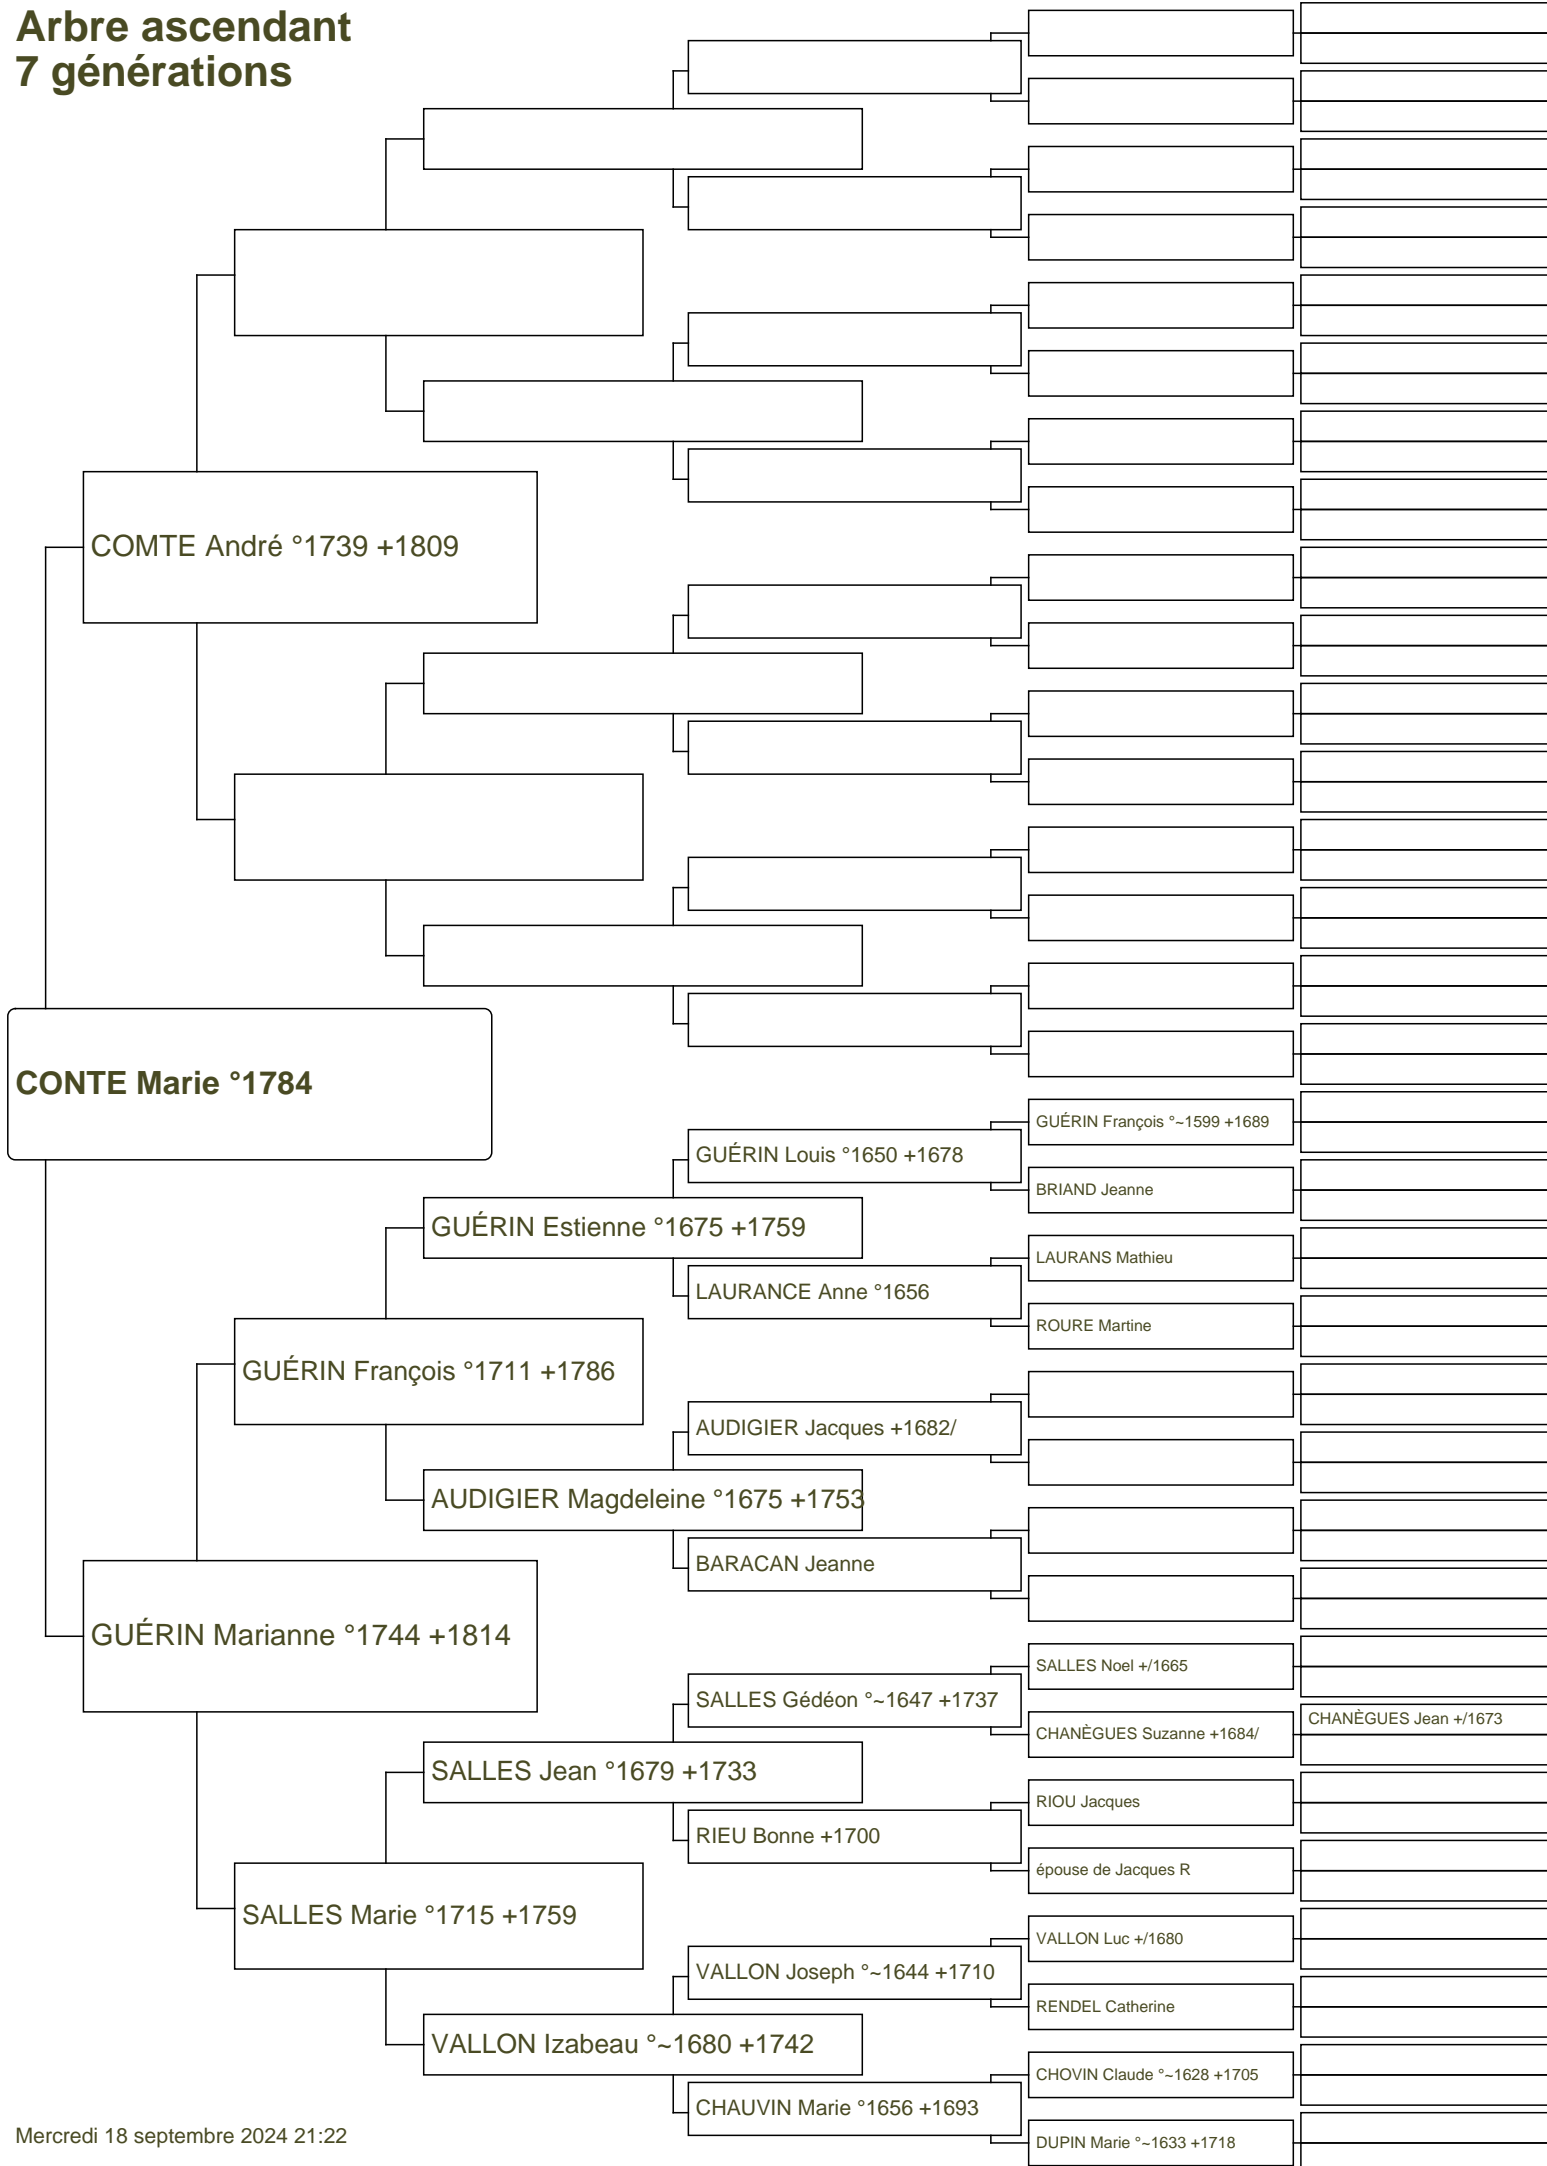 Arbre ascendant
7 générations
COMTE André °1739 +1809
CONTE Marie °1784
GUÉRIN François °~1599 +1689
GUÉRIN Louis °1650 +1678
BRIAND Jeanne
GUÉRIN Estienne °1675 +1759
LAURANS Mathieu
LAURANCE Anne °1656
ROURE Martine
GUÉRIN François °1711 +1786
AUDIGIER Jacques +1682/
AUDIGIER Magdeleine °1675 +1753
BARACAN Jeanne
GUÉRIN Marianne °1744 +1814
SALLES Noel +/1665
SALLES Gédéon °~1647 +1737
CHANÈGUES Jean +/1673
CHANÈGUES Suzanne +1684/
SALLES Jean °1679 +1733
RIOU Jacques
RIEU Bonne +1700
épouse de Jacques R
SALLES Marie °1715 +1759
VALLON Luc +/1680
VALLON Joseph °~1644 +1710
RENDEL Catherine
VALLON Izabeau °~1680 +1742
CHOVIN Claude °~1628 +1705
CHAUVIN Marie °1656 +1693
DUPIN Marie °~1633 +1718
Mercredi 18 septembre 2024 21:22